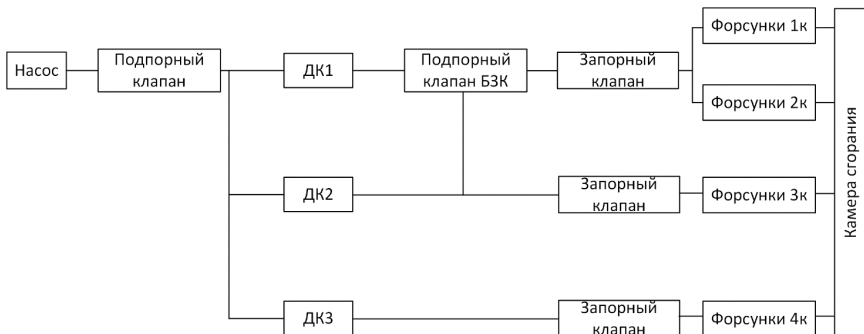 Форсунки 1к
Насос
Подпорный
клапан
ДК1
Подпорный
клапан БЗК
Запорный
клапан
Форсунки 2к
ДК2
Запорный
клапан
Форсунки 3к
ДК3
Запорный
клапан
Форсунки 4к
Камера сгорания